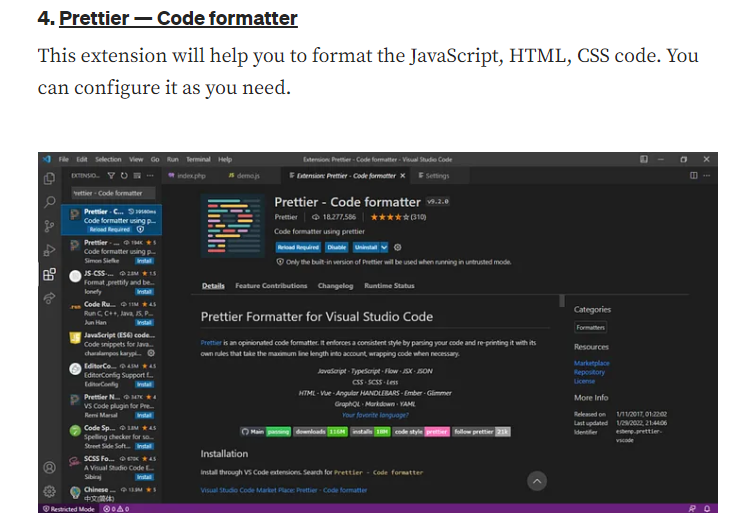 4. Prettier — Code formatter
This extension will help you to format the JavaScript, HTML, CSS code. You
can configure it as you need.
File Edit Selection View Go Run Terminal Help
Extension: Prettier - Code formatter - Visual Studio Code
EXTENSIO...
index.php
demo.js
Extension: Prettier - Code formatter
Settings
Prettier - Code formatter
Prettier - C...
Code formatter using p...
Reload Required
Prettier - ... 194K 5
Code formatter using p...
Simon Siefke Install
JS-CSS-... 2.0M 1.5
Format ,prettify and be...
lonefy Install
Code Ru... 11M 4.5
Run C, C++, Java, JS, P...
Jun Han Install
JavaScript (ES6) code...
Code snippets for Java...
charalampos karypi...
EditorCo... 4.5M 4.5
EditorConfig Support f...
EditorConfig Install
Prettier N... 347K 4
VS Code plugin for Pre...
Remi Marsal Install
Code Sp... 4.5
Spelling checker for so...
Street Side Soft... Install
SCSS Fo... 670K 4.5
A Visual Studio Code E...
Sibiraj Install
Chinese ... 5
中文(简体)
Prettier - Code formatter v9.2.0
Prettier 18,277,586 (310)
Code formatter using prettier
Reload Required Disable Uninstall
Only the built-in version of Prettier will be used when running in untrusted mode.
Details Feature Contributions Changelog Runtime Status
Prettier Formatter for Visual Studio Code
Prettier is an opinionated code formatter. It enforces a consistent style by parsing your code and re-printing it with its
own rules that take the maximum line length into account, wrapping code when necessary.
JavaScript · TypeScript · Flow · JSX · JSON
CSS · SCSS · Less
HTML · Vue · Angular HANDLEBARS · Ember · Glimmer
GraphQL · Markdown · YAML
Your favorite language?
Main passing downloads 116M installs 18M code style prettier follow prettier 21k
Installation
Install through VS Code extensions. Search for Prettier - Code formatter
Visual Studio Code Market Place: Prettier - Code formatter
Categories
Formatters
Resources
Marketplace
Repository
License
More Info
Released on 1/11/2017, 01:22:02
Last updated 1/29/2022, 21:44:06
Identifier esbenp.prettier-
vscode
Restricted Mode 0 0